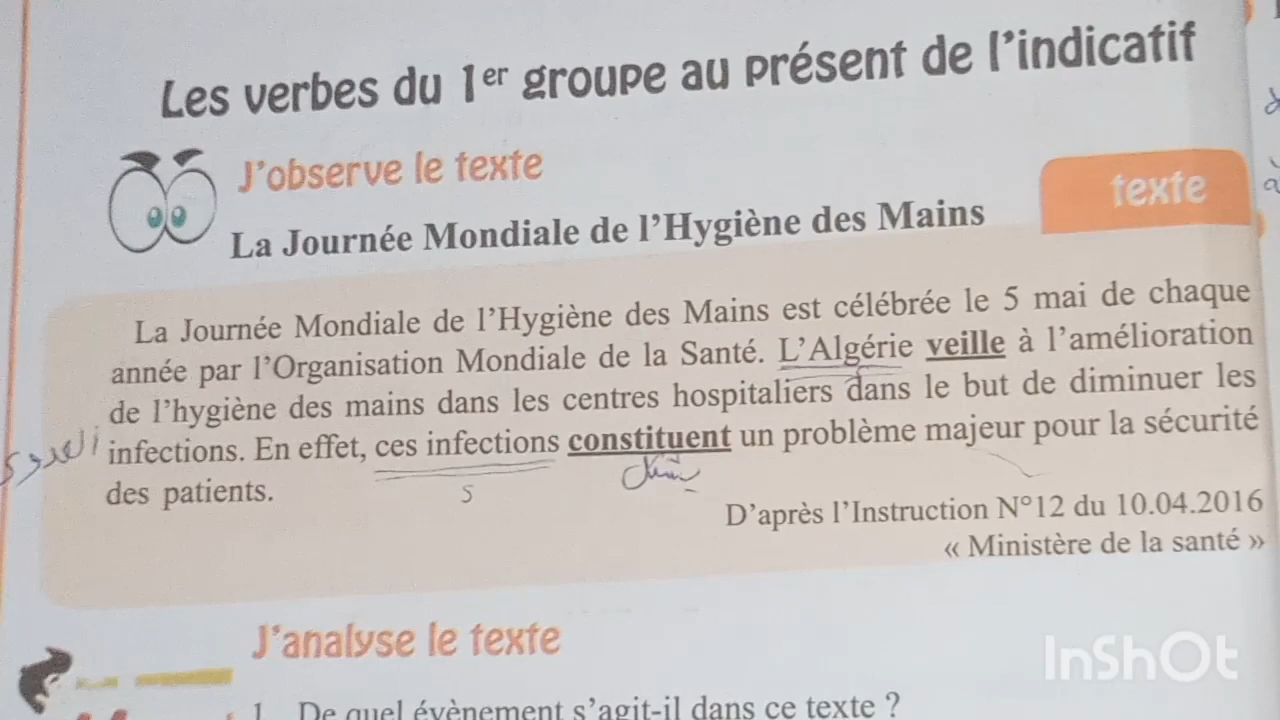 Les verbes du 1er groupe au présent de l'indicatif
J'observe le texte
texte
La Journée Mondiale de l'Hygiène des Mains
La Journée Mondiale de l'Hygiène des Mains est célébrée le 5 mai de chaque
année par l'Organisation Mondiale de la Santé. L'Algérie veille à l'amélioration
de l'hygiène des mains dans les centres hospitaliers dans le but de diminuer les
infections. En effet, ces infections constituent un problème majeur pour la sécurité
des patients.
العدوى
S
D'après l'Instruction N°12 du 10.04.2016
« Ministère de la santé »
J'analyse le texte
1. De quel évènement s'agit-il dans ce texte ?
InShOt